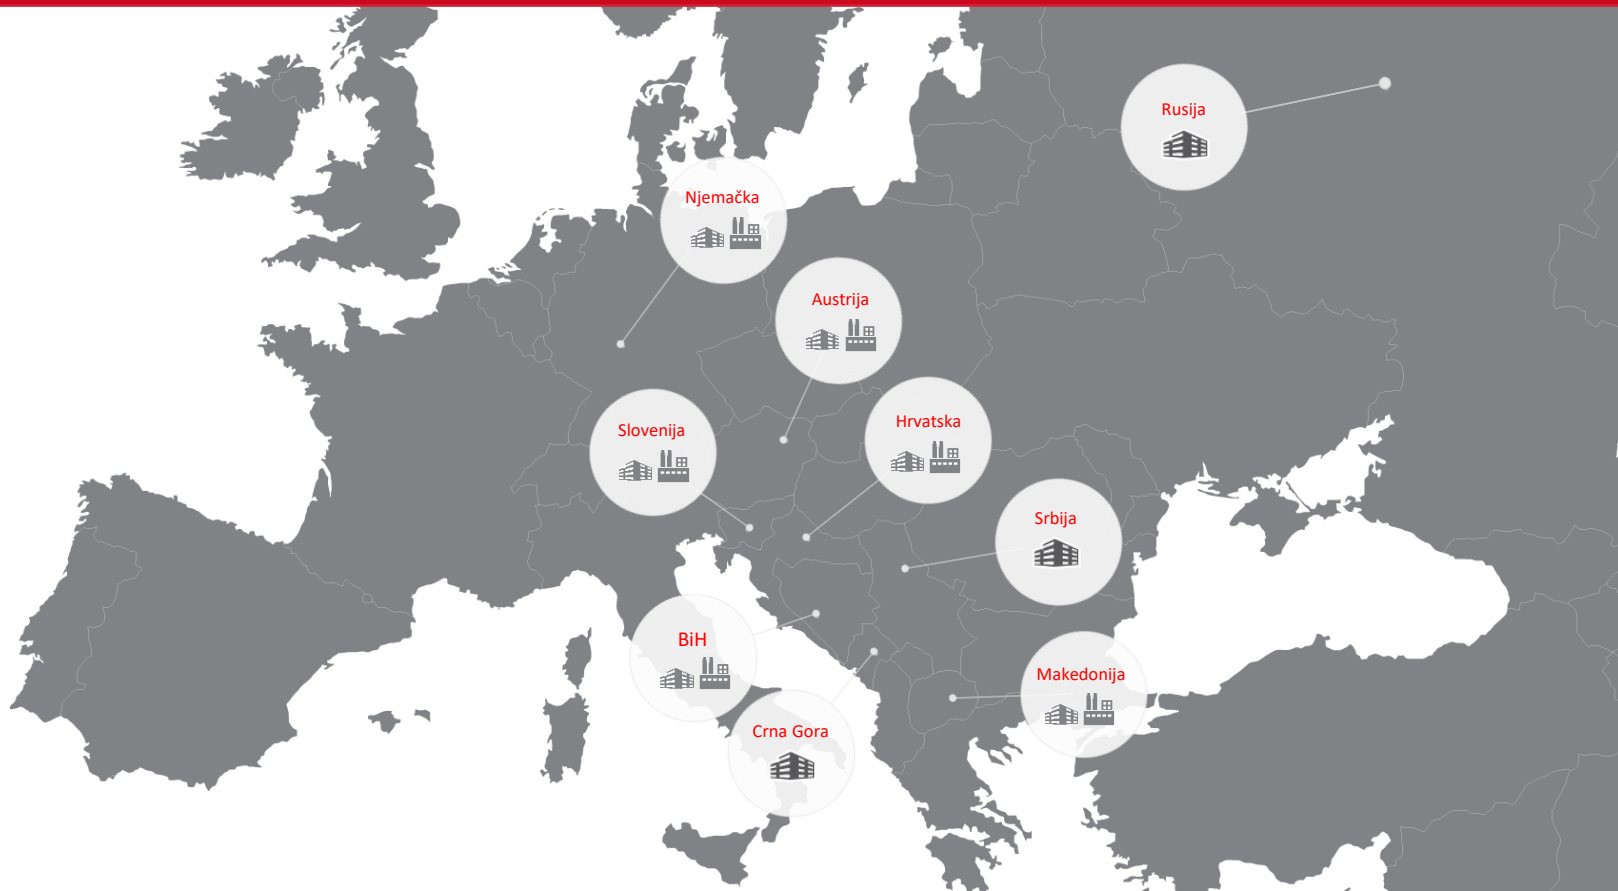 Rusija
Njemačka
Austrija
Hrvatska
Slovenija
Srbija
BiH
Makedonija
Crna Gora